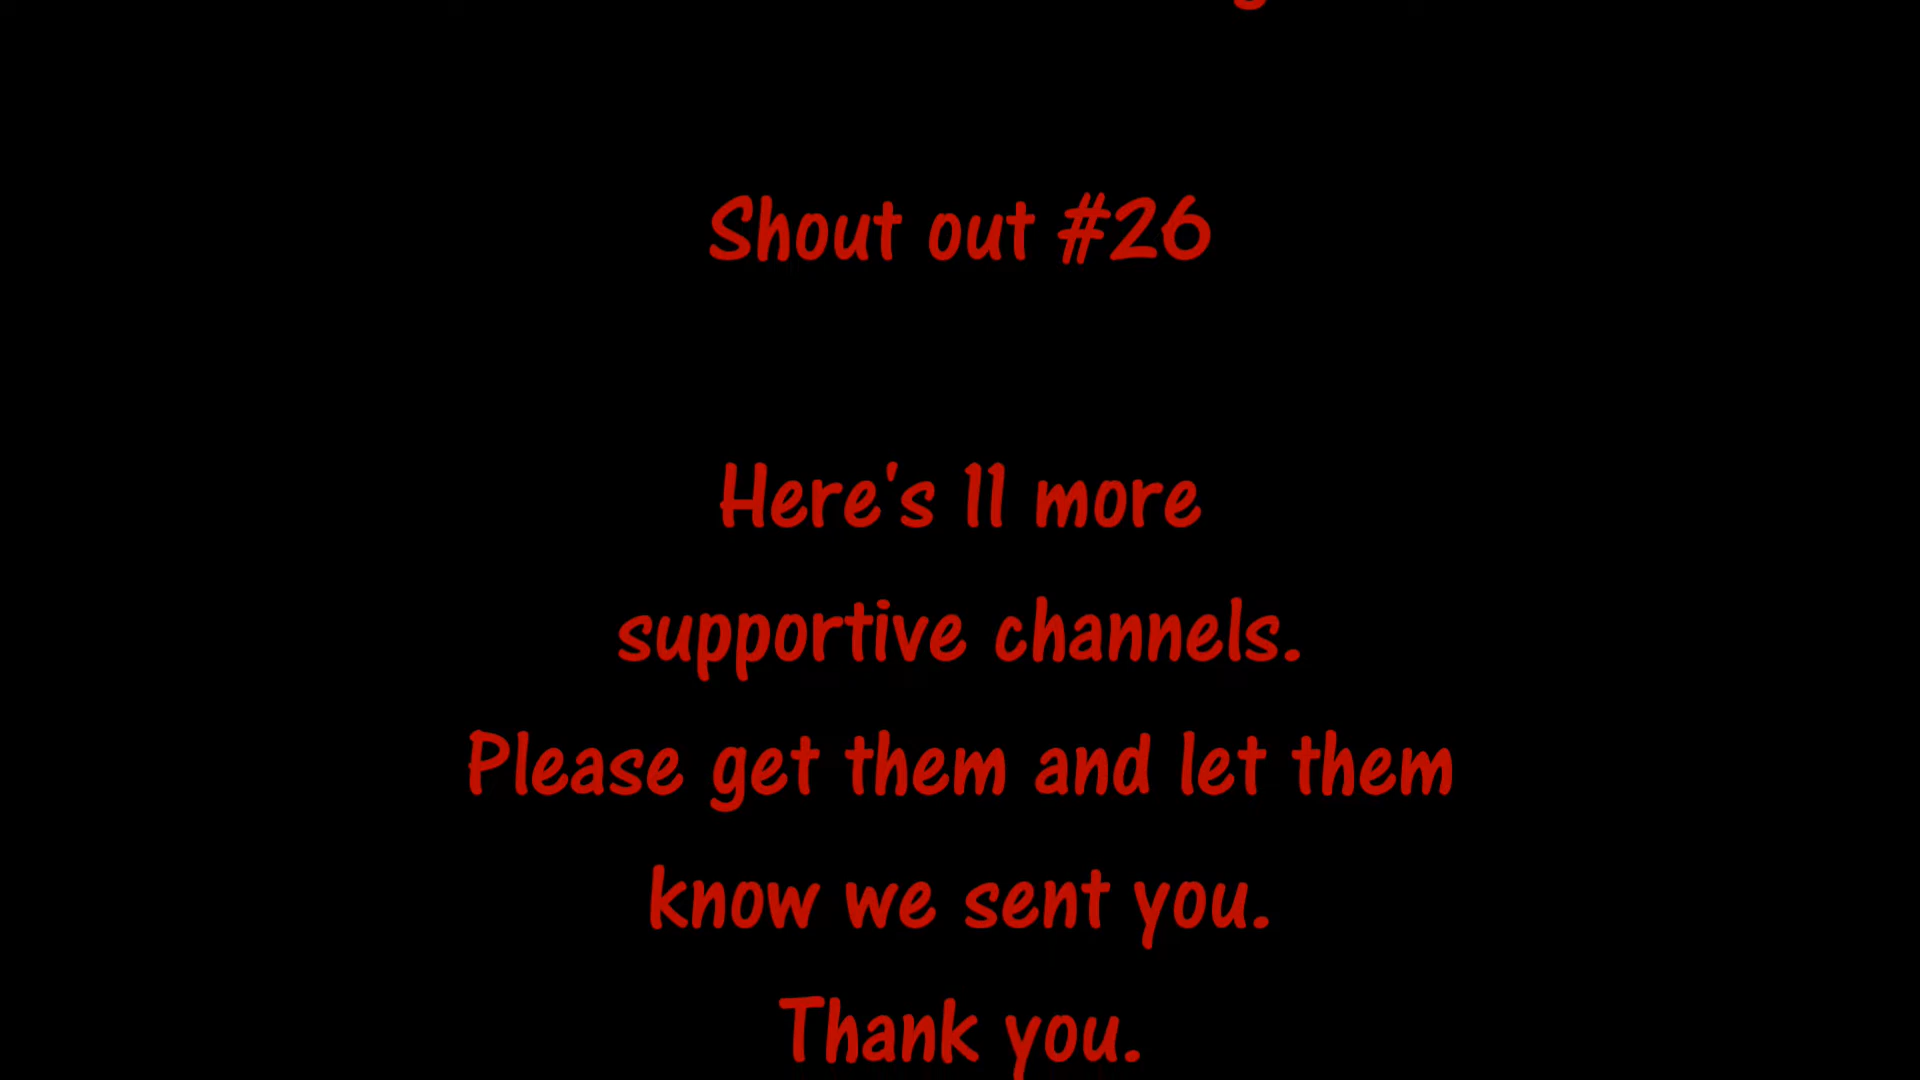 Shout out #26
Here's 11 more
supportive channels.
Please get them and let them
know we sent you.
Thank you.